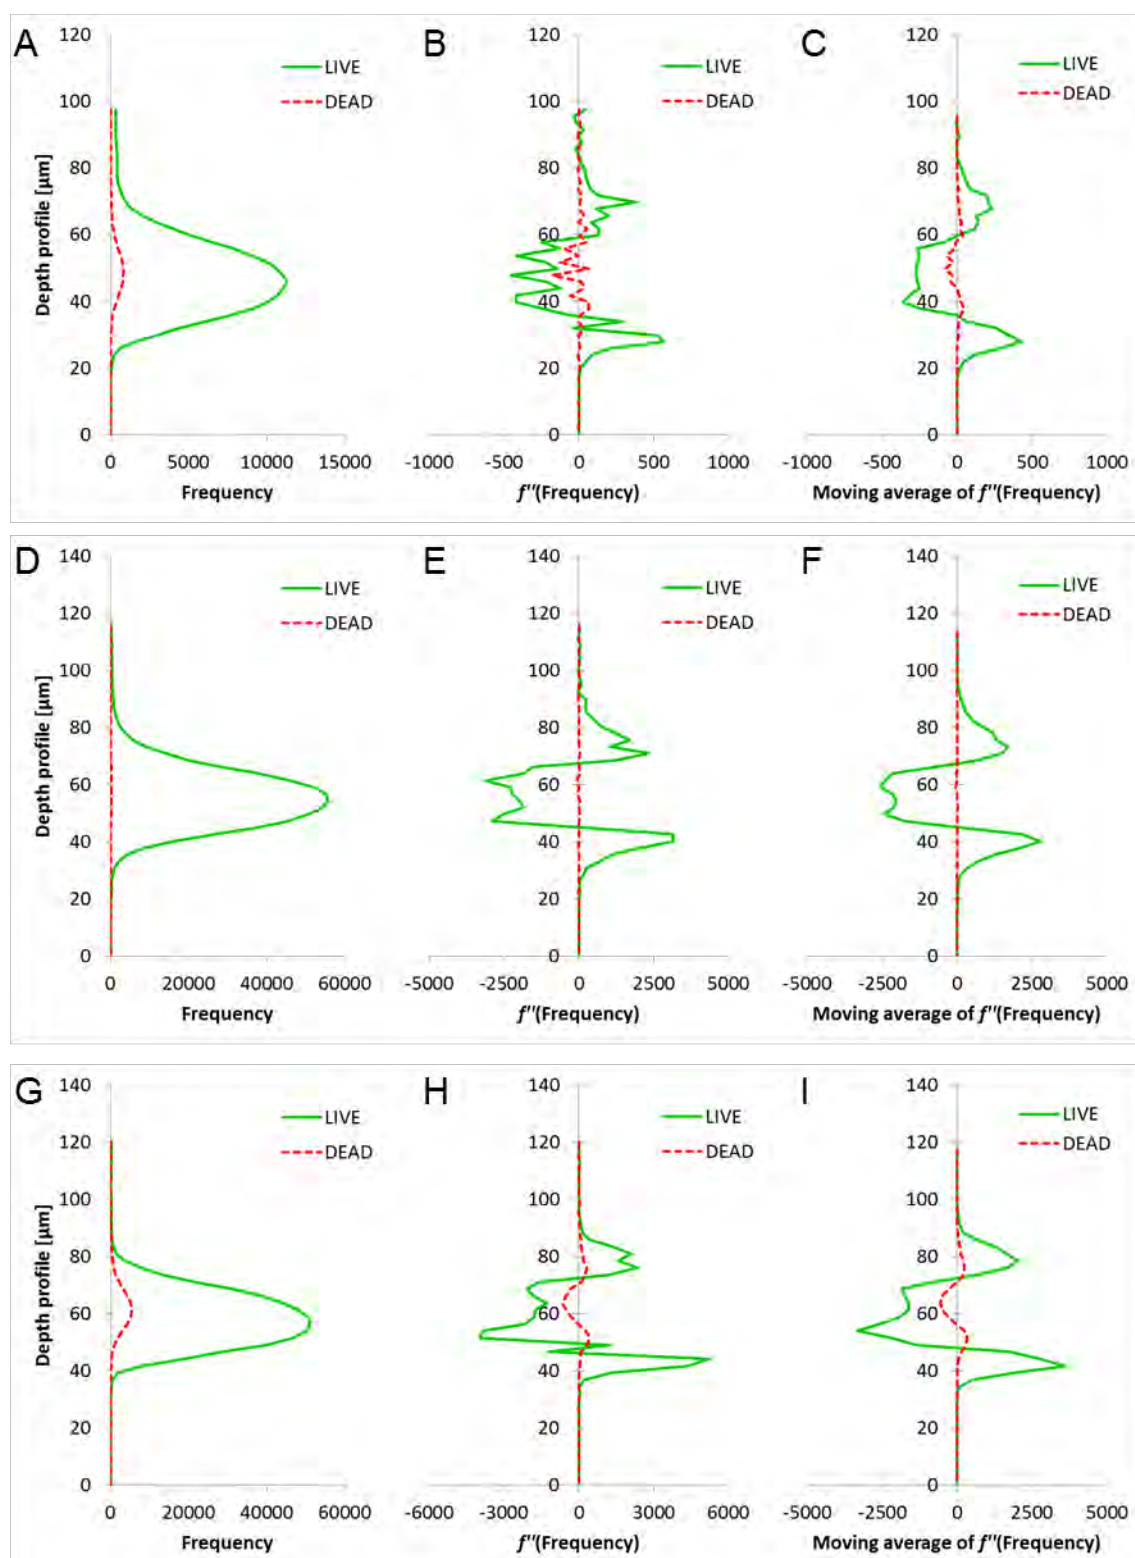 A
B
C
120
100
80
60
40
20
0
Depth profile [µm]
LIVE
DEAD
0 5000 10000 15000
Frequency
120
100
80
60
40
20
0
LIVE
DEAD
-1000 -500 0 500 1000
f''(Frequency)
120
100
80
60
40
20
0
LIVE
DEAD
-1000 -500 0 500 1000
Moving average of f''(Frequency)
D
E
F
140
120
100
80
60
40
20
0
Depth profile [µm]
LIVE
DEAD
0 20000 40000 60000
Frequency
140
120
100
80
60
40
20
0
LIVE
DEAD
-5000 -2500 0 2500 5000
f''(Frequency)
140
120
100
80
60
40
20
0
LIVE
DEAD
-5000 -2500 0 2500 5000
Moving average of f''(Frequency)
G
H
I
140
120
100
80
60
40
20
0
Depth profile [µm]
LIVE
DEAD
0 20000 40000 60000
Frequency
140
120
100
80
60
40
20
0
LIVE
DEAD
-6000 -3000 0 3000 6000
f''(Frequency)
140
120
100
80
60
40
20
0
LIVE
DEAD
-5000 -2500 0 2500 5000
Moving average of f''(Frequency)